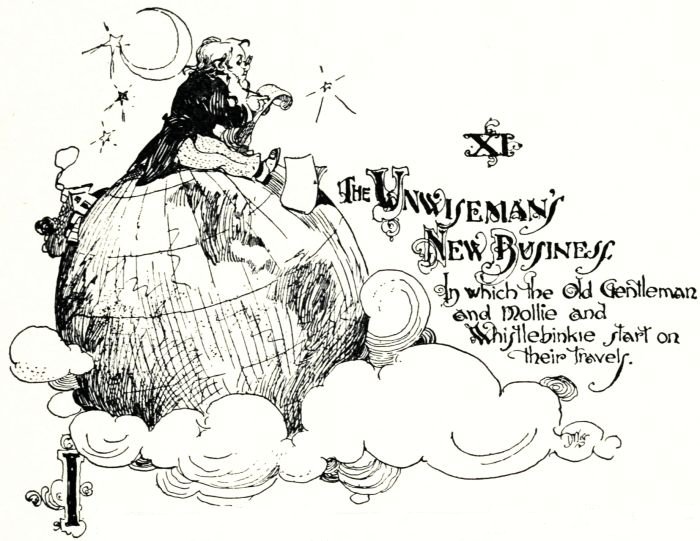 XI
THE UNWISEMAN'S
NEW BUSINESS.
In which the Old Gentleman
and Mollie and
Whistlebinkie start on
their travels.
I